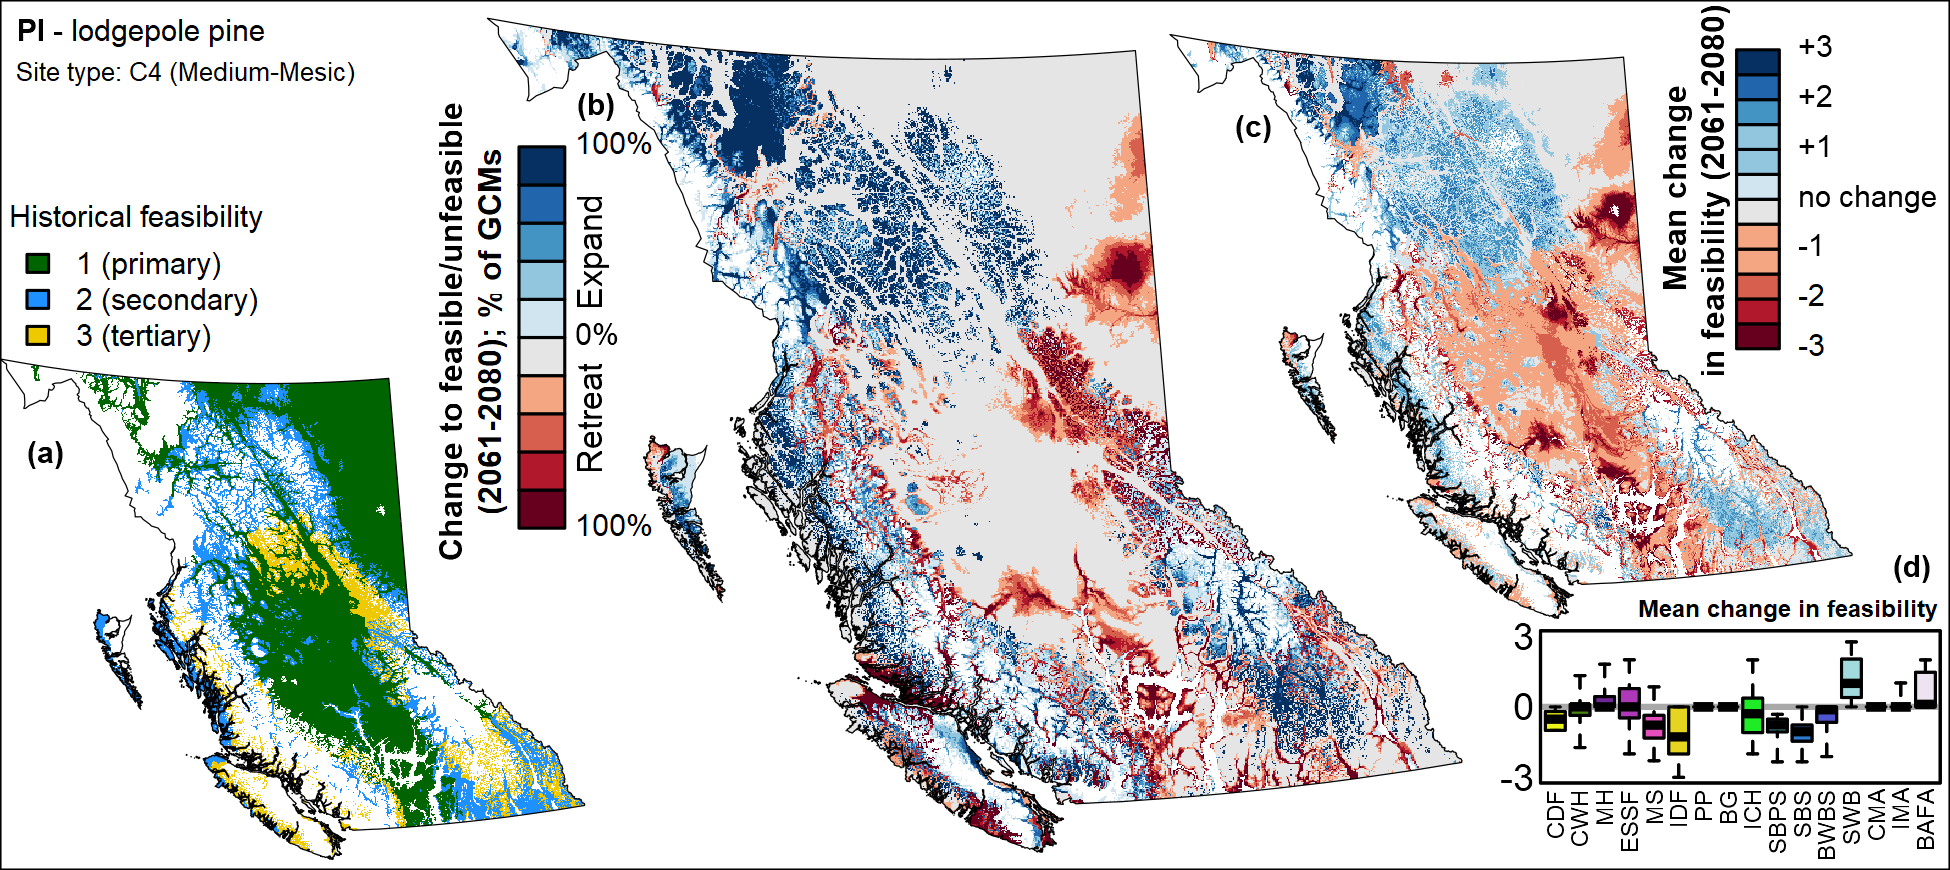 Pl - lodgepole pine
Site type: C4 (Medium-Mesic)
Historical feasibility
1 (primary)
2 (secondary)
3 (tertiary)
(a)
Change to feasible/unfeasible
(2061-2080); % of GCMs
100%
Expand
0%
Retreat
100%
(b)
(c)
Mean change
in feasibility (2061-2080)
+3
+2
+1
no change
-1
-2
-3
(d)
Mean change in feasibility
3
0
-3
CDF
CWH
MH
ESSF
MS
IDF
PP
BG
ICH
SBPS
SBS
BWBS
SWB
CMA
IMA
BAFA